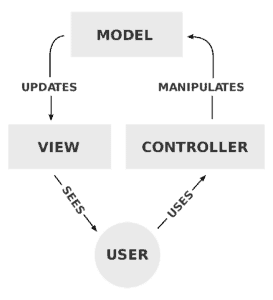 MODEL
UPDATES
MANIPULATES
VIEW
CONTROLLER
SEES
USES
USER